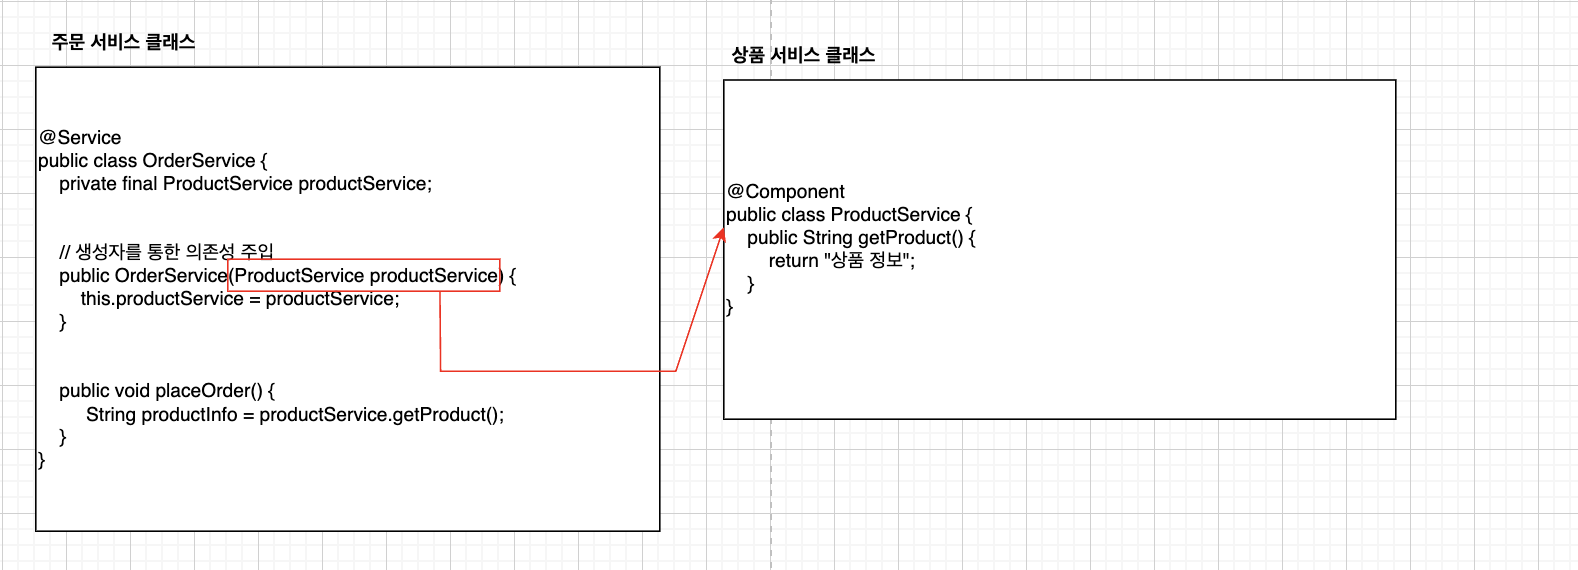 주문 서비스 클래스
@Service
public class OrderService {
private final ProductService productService;
// 생성자를 통한 의존성 주입
public OrderService(ProductService productService) {
this.productService = productService;
}
public void placeOrder() {
String productInfo = productService.getProduct();
}
}
상품 서비스 클래스
@Component
public class ProductService {
public String getProduct() {
return "상품 정보";
}
}